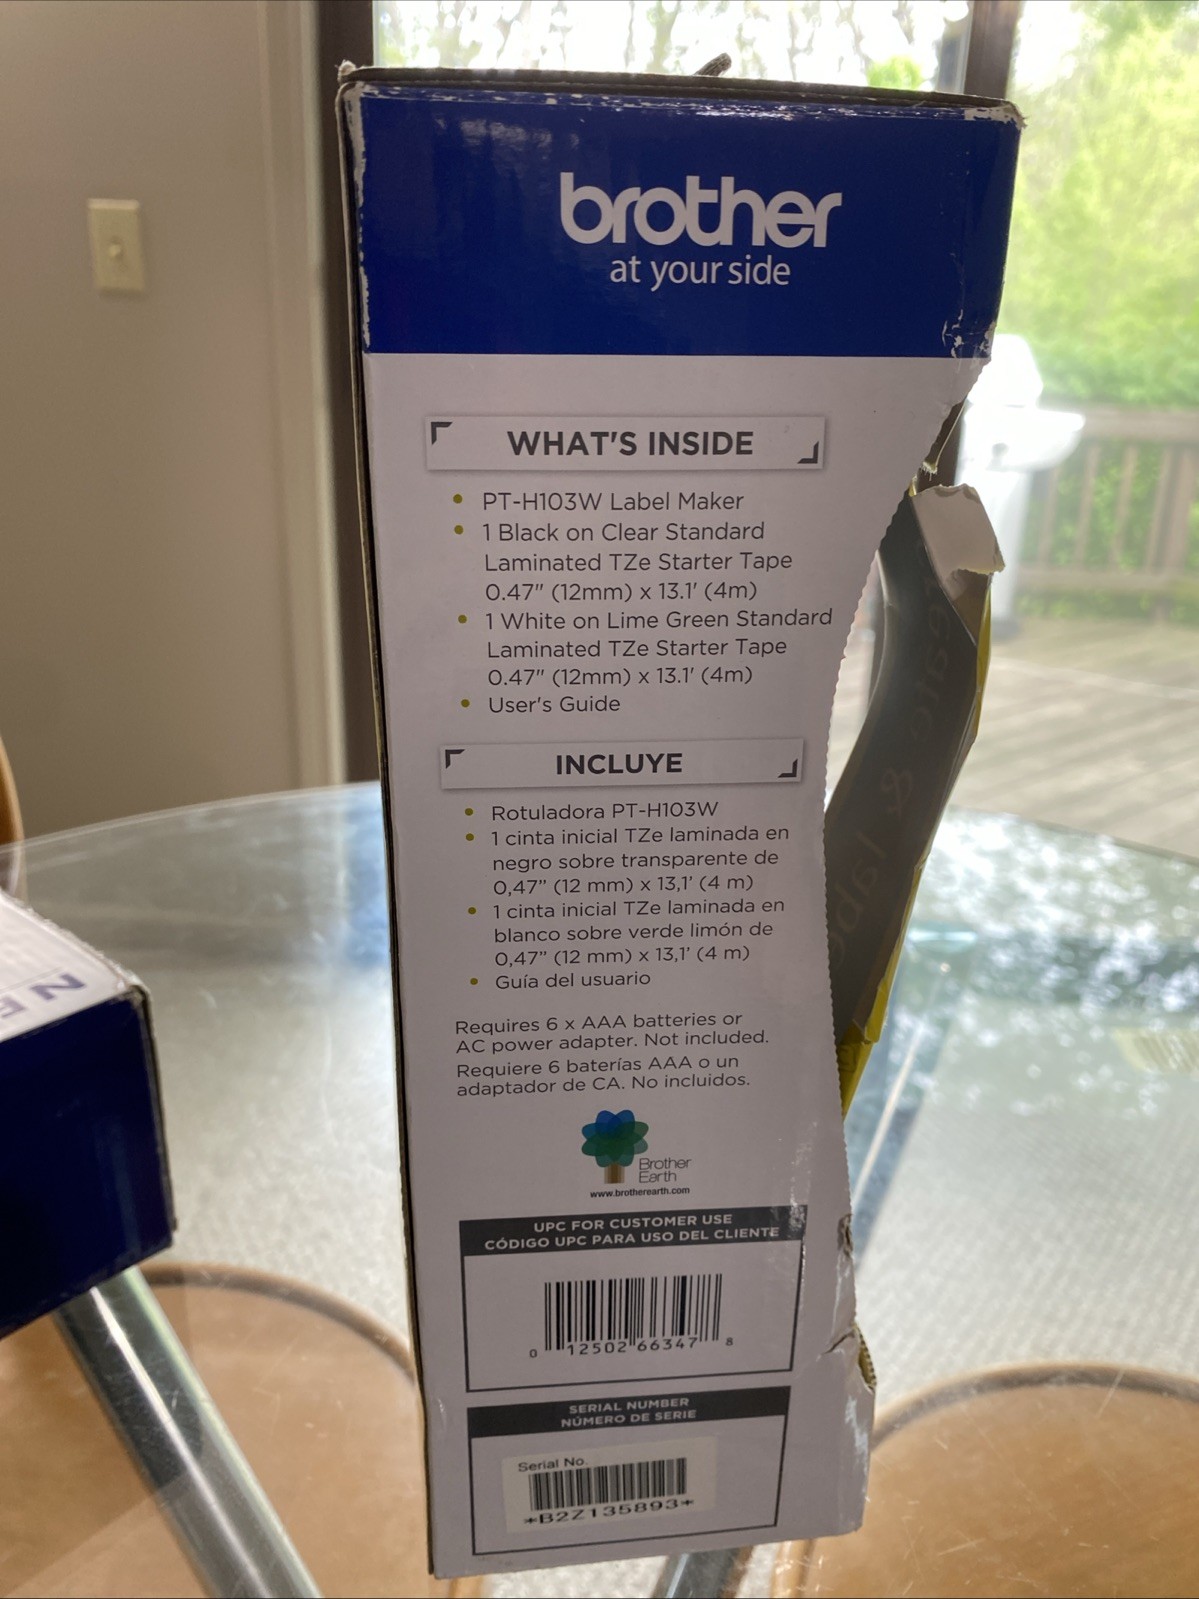 brother
at your side
WHAT'S INSIDE
• PT-H103W Label Maker
• 1 Black on Clear Standard
Laminated TZe Starter Tape
0.47" (12mm) x 13.1' (4m)
• 1 White on Lime Green Standard
Laminated TZe Starter Tape
0.47" (12mm) x 13.1' (4m)
• User's Guide
INCLUYE
• Rotuladora PT-H103W
• 1 cinta inicial TZe laminada en
negro sobre transparente de
0,47” (12 mm) x 13,1’ (4 m)
• 1 cinta inicial TZe laminada en
blanco sobre verde limón de
0,47” (12 mm) x 13,1’ (4 m)
• Guía del usuario
Requires 6 x AAA batteries or
AC power adapter. Not included.
Requiere 6 baterías AAA o un
adaptador de CA. No incluidos.
Brother
Earth
www.brotherearth.com
UPC FOR CUSTOMER USE
CÓDIGO UPC PARA USO DEL CLIENTE
0 12502 66347 8
SERIAL NUMBER
NÚMERO DE SERIE
Serial No.
*B2Z135893*